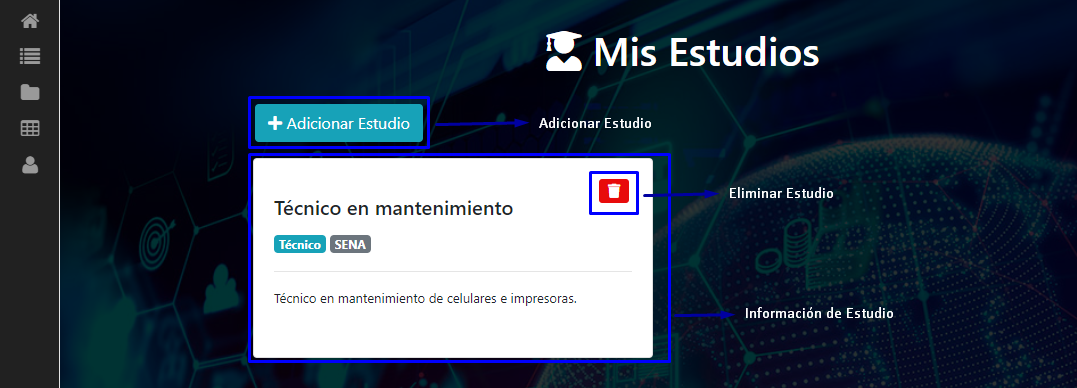 Mis Estudios
Adicionar Estudio
Adicionar Estudio
Eliminar Estudio
Técnico en mantenimiento
Técnico SENA
Técnico en mantenimiento de celulares e impresoras.
Información de Estudio